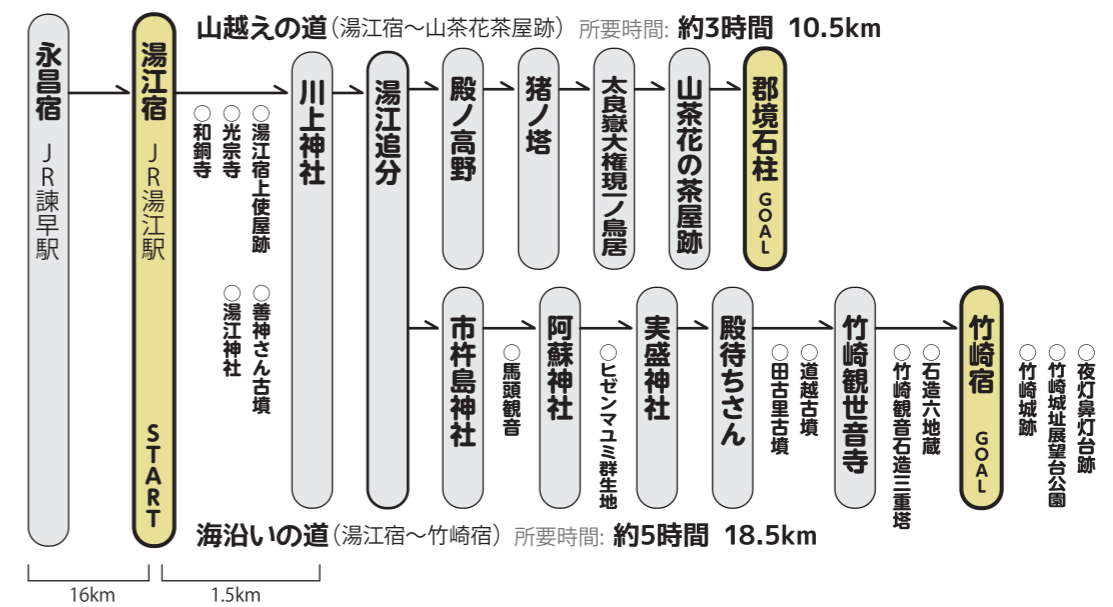 山越えの道(湯江宿〜山茶花茶屋跡) 所要時間: 約3時間 10.5km
永昌宿 JR諫早駅
湯江宿 JR湯江駅 START
○湯江宿上使屋跡
○光宗寺
○和銅寺
○善神さん古墳
○湯江神社
川上神社
湯江追分
殿ノ高野
猪ノ塔
太良嶽大権現一ノ鳥居
山茶花の茶屋跡
郡境石柱 GOAL
市杵島神社
○馬頭観音
阿蘇神社
○ヒゼンマユミ群生地
実盛神社
殿待ちさん
○道越古墳
○田古里古墳
竹崎観世音寺
○石造六地蔵
○竹崎観音石造三重塔
竹崎宿 GOAL
○夜灯鼻灯台跡
○竹崎城址展望台公園
○竹崎城跡
海沿いの道(湯江宿〜竹崎宿) 所要時間: 約5時間 18.5km
16km
1.5km